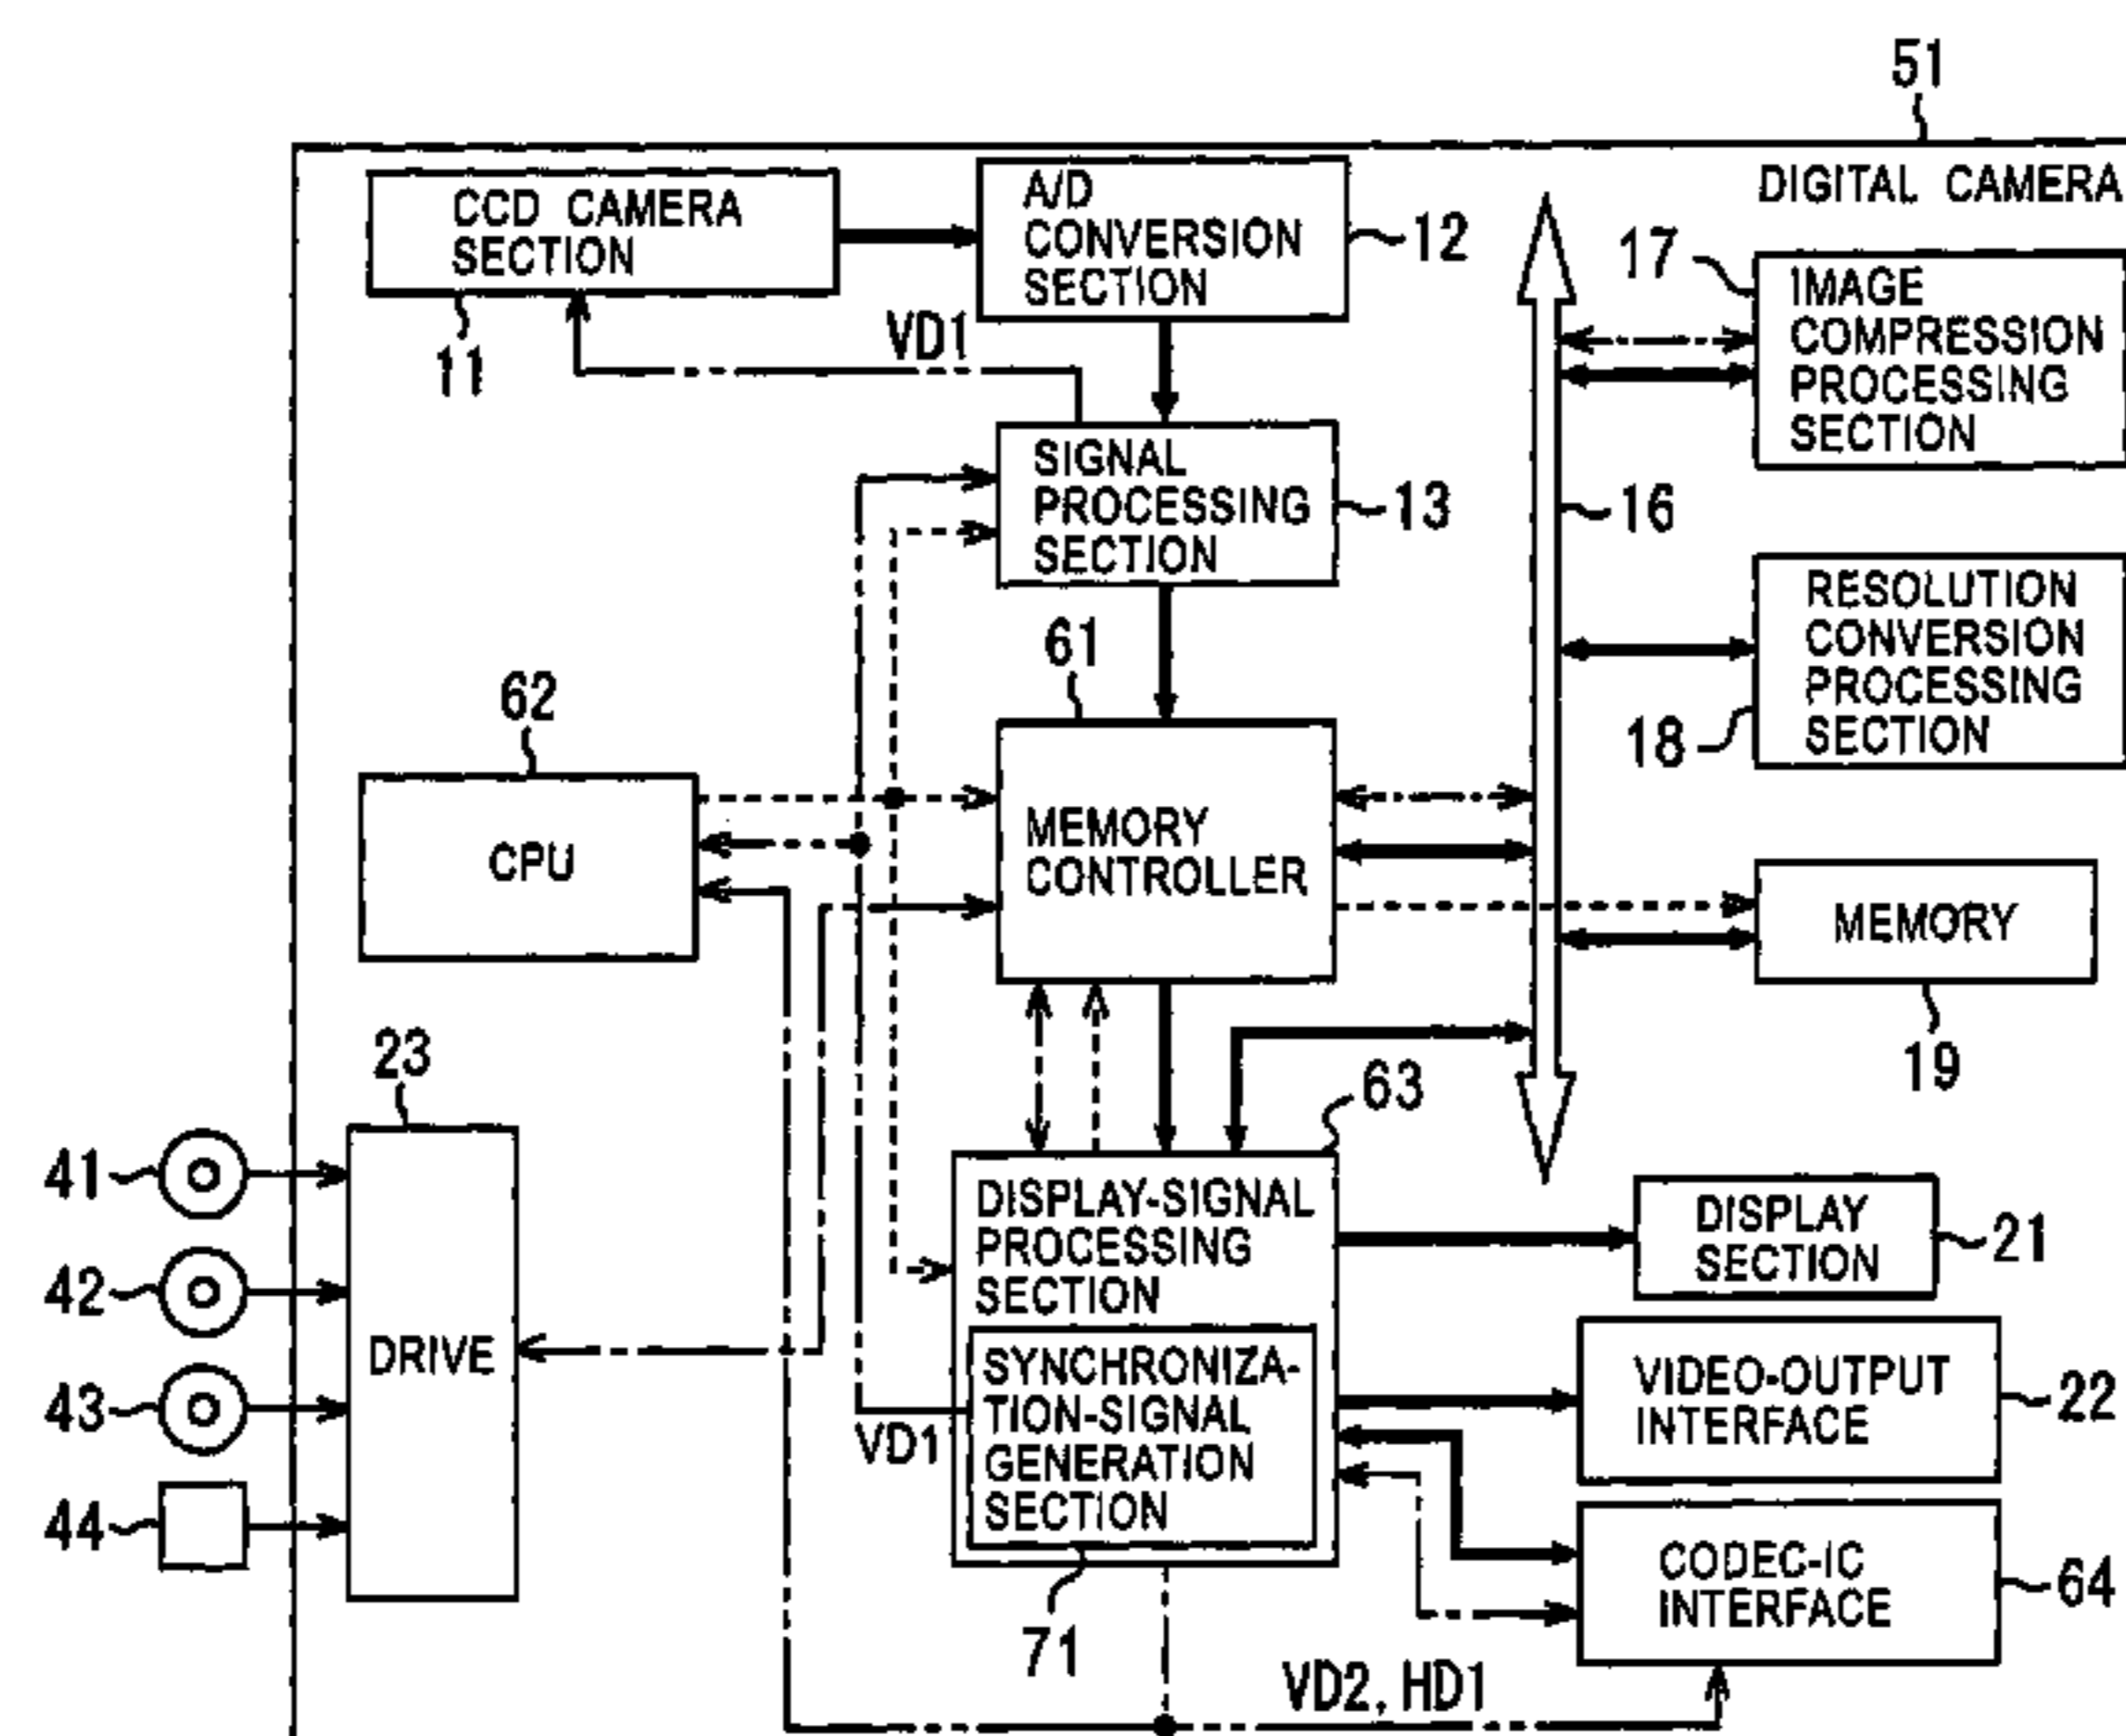 51
DIGITAL CAMERA
CCD CAMERA
SECTION
11
A/D
CONVERSION
SECTION
12
VD1
17
IMAGE
COMPRESSION
PROCESSING
SECTION
SIGNAL
PROCESSING
SECTION
13
16
RESOLUTION
CONVERSION
PROCESSING
SECTION
18
61
62
CPU
MEMORY
CONTROLLER
MEMORY
19
23
63
41
42
43
44
DRIVE
DISPLAY-SIGNAL
PROCESSING
SECTION
DISPLAY
SECTION
21
SYNCHRONIZA-
TION-SIGNAL
GENERATION
SECTION
VD1
71
VIDEO-OUTPUT
INTERFACE
22
CODEC-IC
INTERFACE
64
VD2, HD1